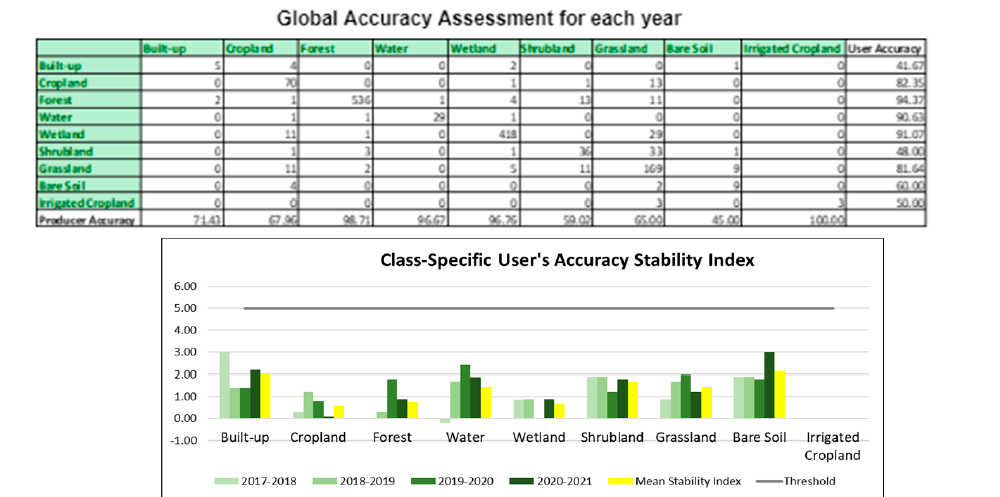 Global Accuracy Assessment for each year
Built-up Cropland Forest Water Wetland Shrubland Grassland Bare Soil Irrigated Cropland User Accuracy
Built-up 5 4 0 0 2 0 0 1 0 41.67
Cropland 0 70 0 0 1 1 13 0 0 82.35
Forest 2 1 536 1 4 13 11 0 0 94.37
Water 0 1 1 29 1 0 0 0 0 90.63
Wetland 0 11 1 0 418 0 29 0 0 91.07
Shrubland 0 1 3 0 1 36 33 1 0 48.00
Grassland 0 11 2 0 5 11 169 9 0 81.64
Bare Soil 0 4 0 0 0 0 2 9 0 60.00
Irrigated Cropland 0 0 0 0 0 0 3 0 3 50.00
Producer Accuracy 71.43 67.96 98.71 96.67 96.76 59.02 65.00 45.00 100.00
Class-Specific User's Accuracy Stability Index
6.00
5.00
4.00
3.00
2.00
1.00
0.00
-1.00
Built-up Cropland Forest Water Wetland Shrubland Grassland Bare Soil Irrigated
Cropland
2017-2018 2018-2019 2019-2020 2020-2021 Mean Stability Index Threshold